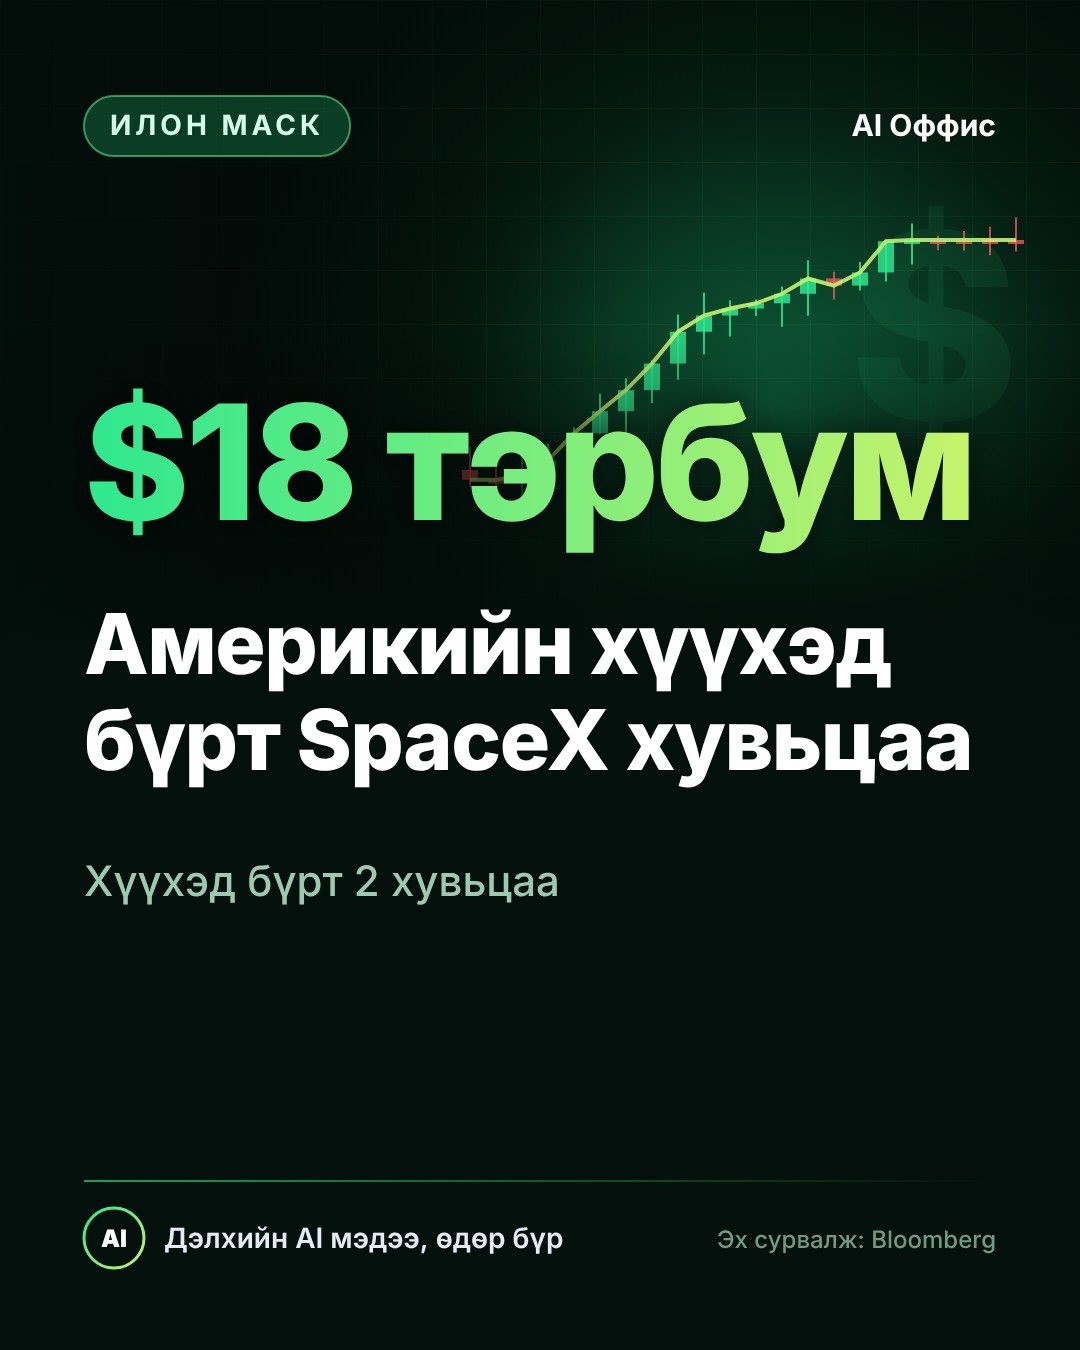 ИЛОН МАСК
AI Оффис
$
$18 тэрбум
Америкийн хүүхэд
бүрт SpaceX хувьцаа
Хүүхэд бүрт 2 хувьцаа
AI
Дэлхийн AI мэдээ, өдөр бүр
Эх сурвалж: Bloomberg